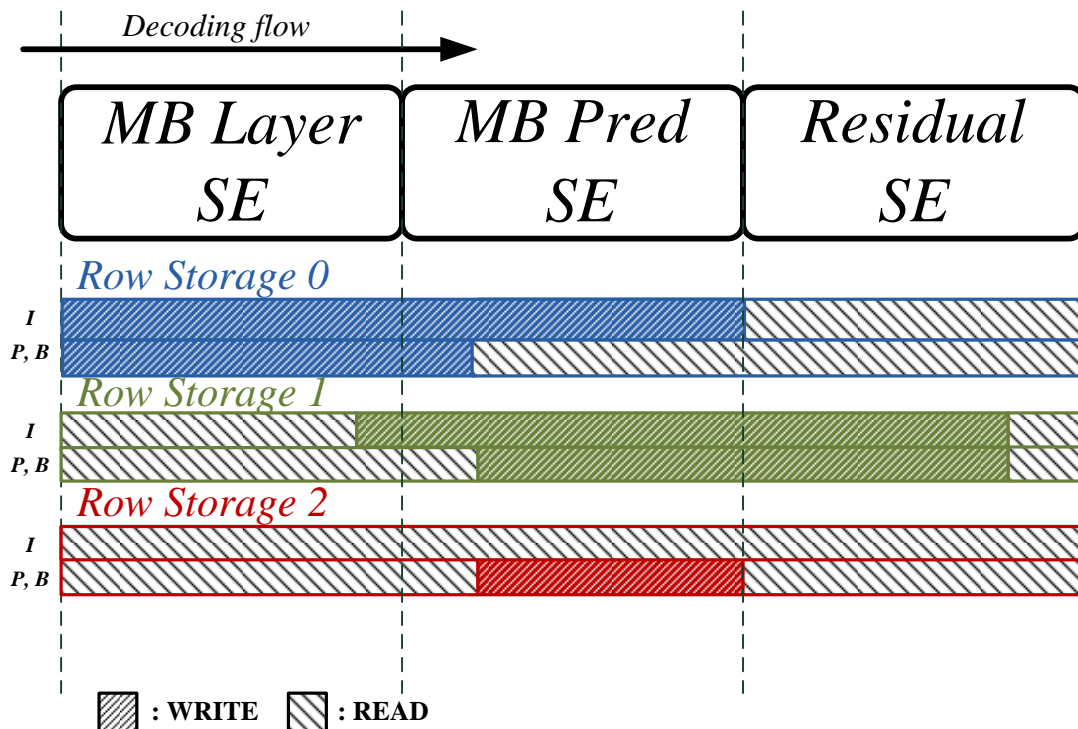 Decoding flow
MB Layer SE
MB Pred SE
Residual SE
Row Storage 0
I
P, B
Row Storage 1
I
P, B
Row Storage 2
I
P, B
: WRITE : READ